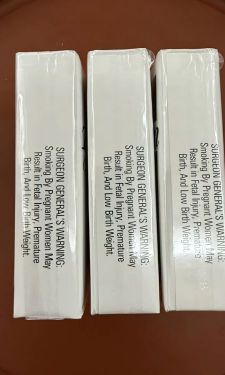 SURGEON GENERAL'S WARNING:
Smoking By Pregnant Women May
Result in Fetal Injury, Premature
Birth, And Low Birth Weight.
SURGEON GENERAL'S WARNING:
Smoking By Pregnant Women May
Result in Fetal Injury, Premature
Birth, And Low Birth Weight.
SURGEON GENERAL'S WARNING:
Smoking By Pregnant Women May
Result in Fetal Injury, Premature
Birth, And Low Birth Weight.